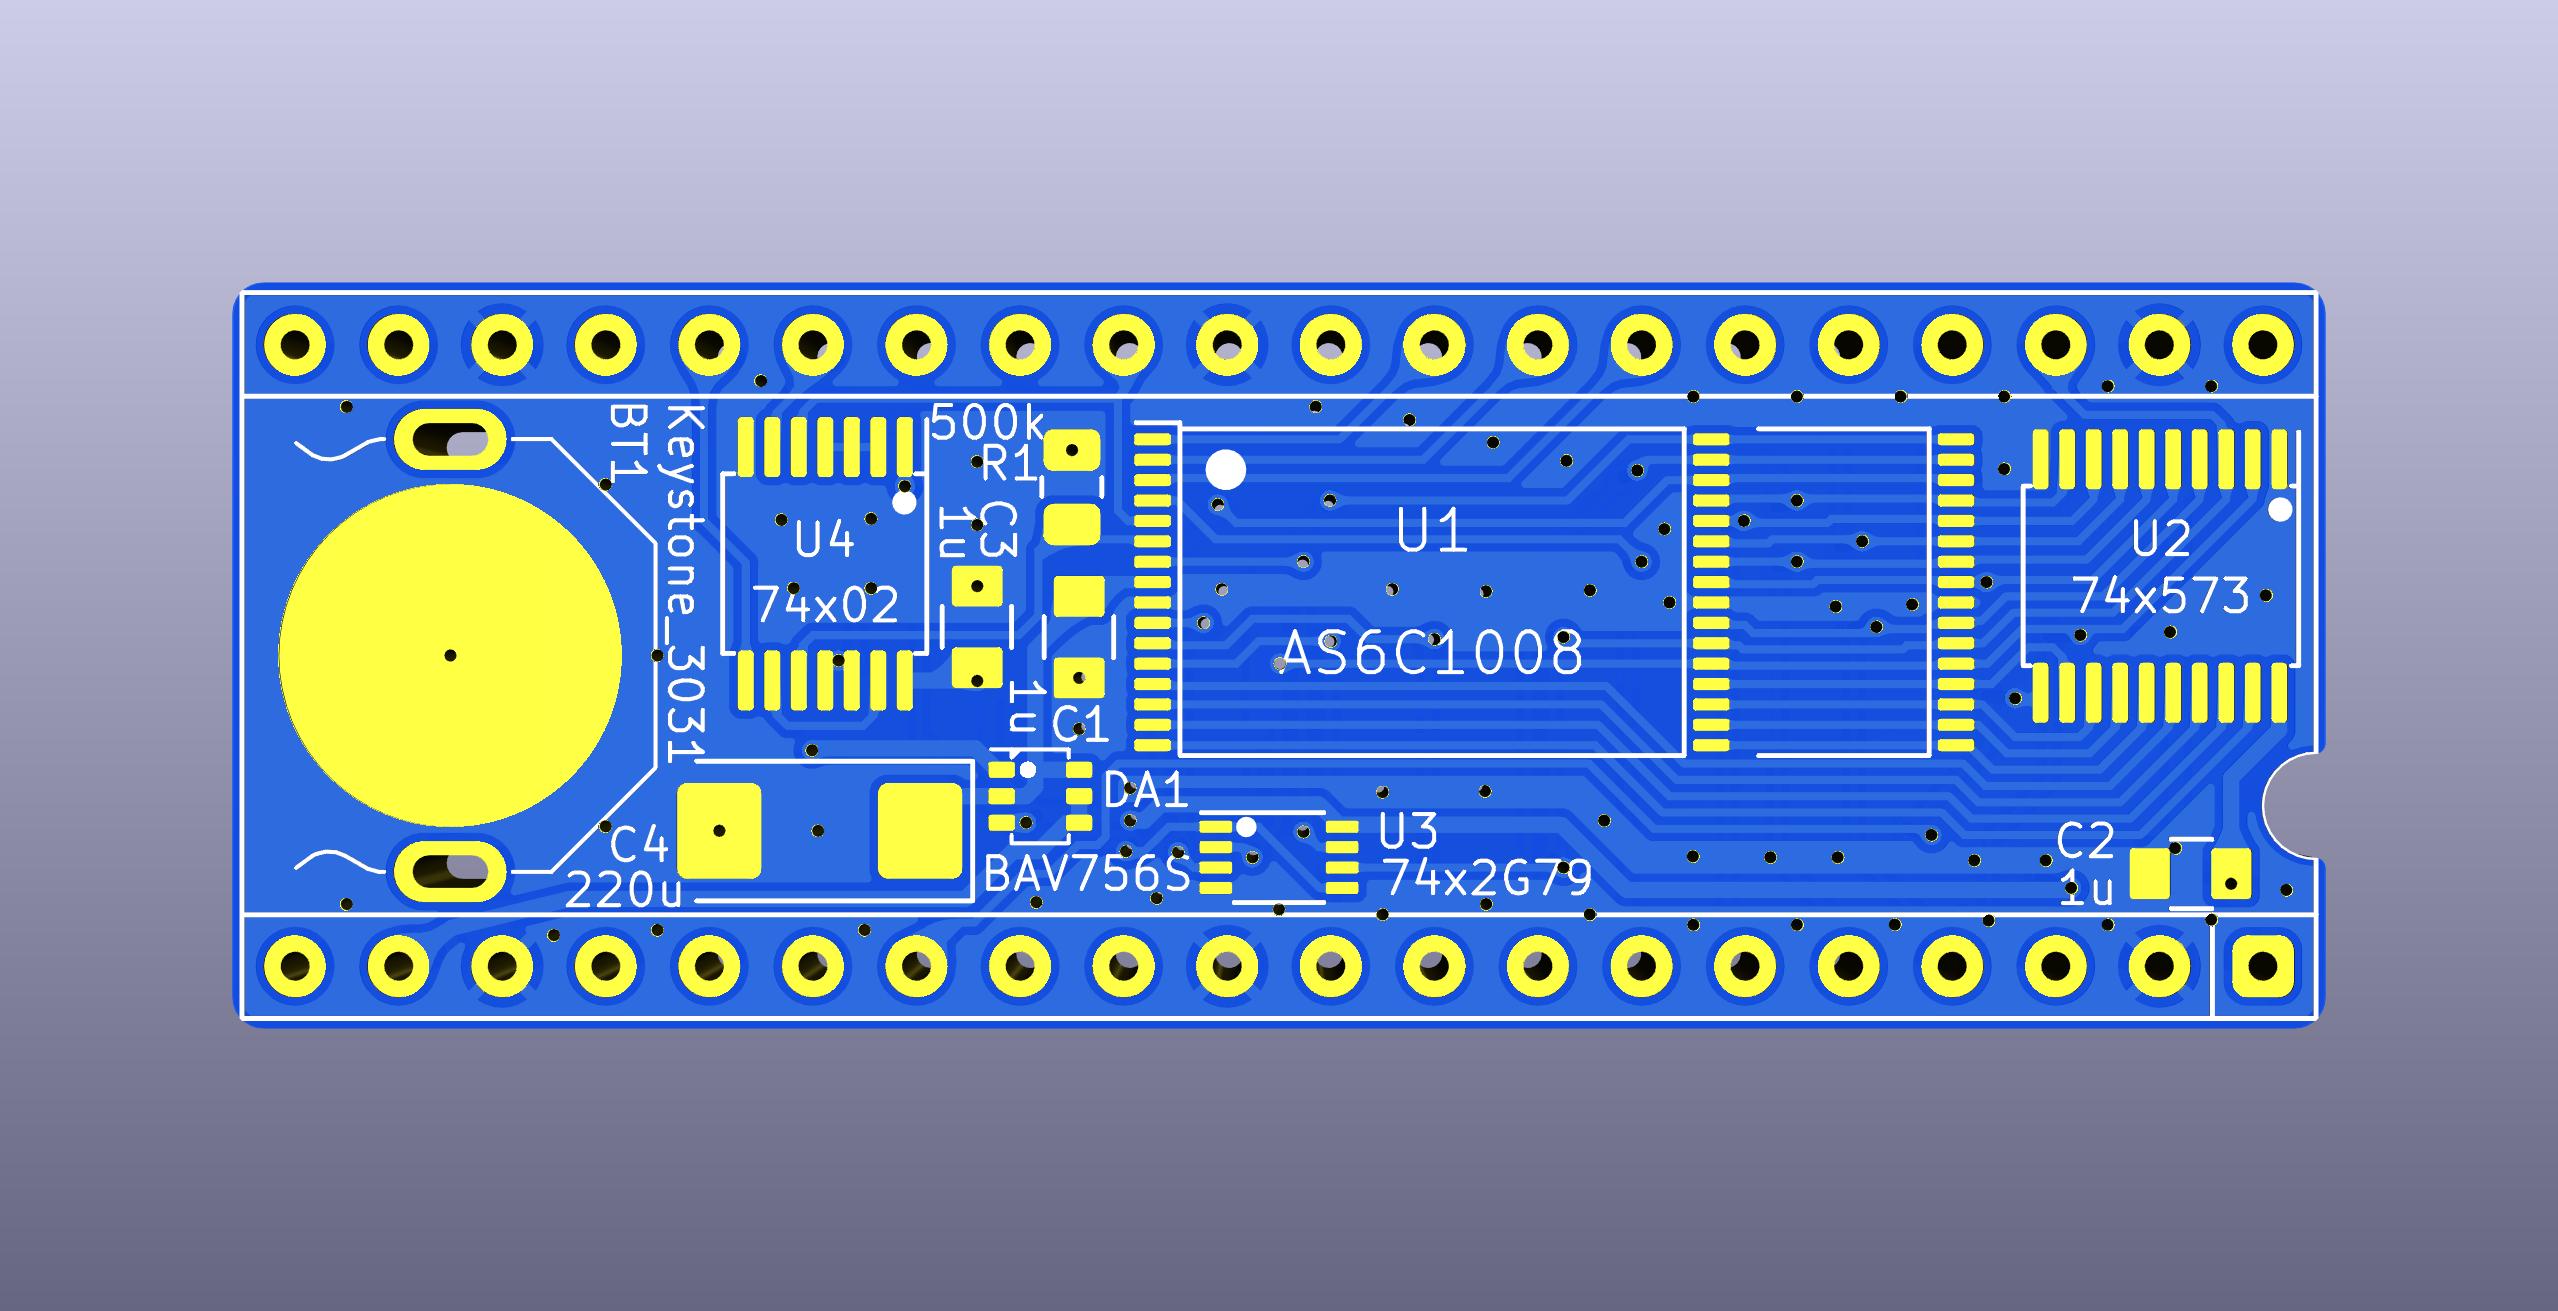 BT1
Keystone_3031
U4
74x02
500k
R1
C3
1u
1u
C1
U1
AS6C1008
U2
74x573
DA1
BAV756S
C4
220u
U3
74x2G79
C2
1u